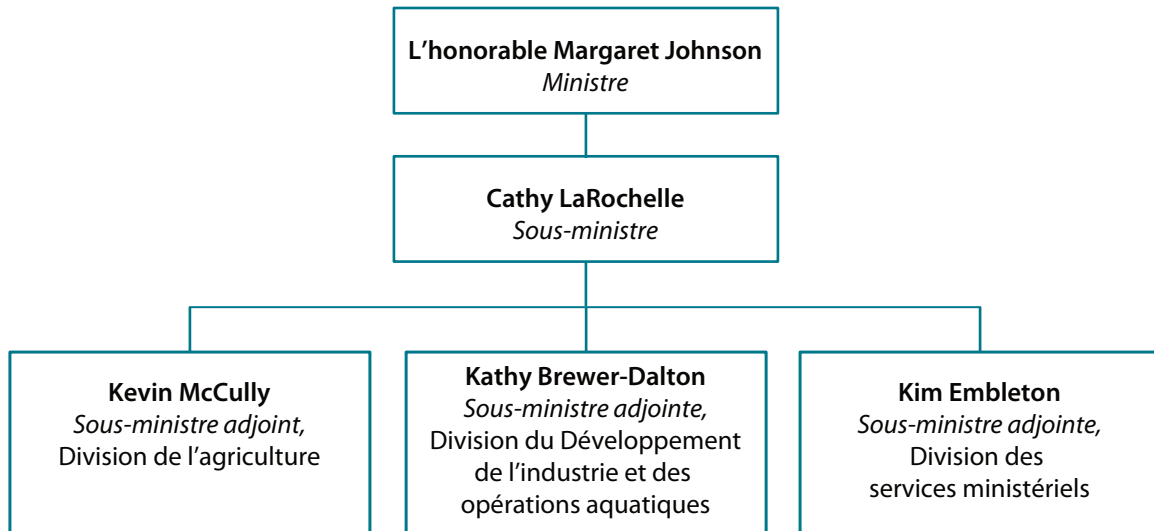 L’honorable Margaret Johnson
Ministre
Cathy LaRochelle
Sous-ministre
Kevin McCully
Sous-ministre adjoint,
Division de l’agriculture
Kathy Brewer-Dalton
Sous-ministre adjointe,
Division du Développement
de l’industrie et des
opérations aquatiques
Kim Embleton
Sous-ministre adjointe,
Division des
services ministériels